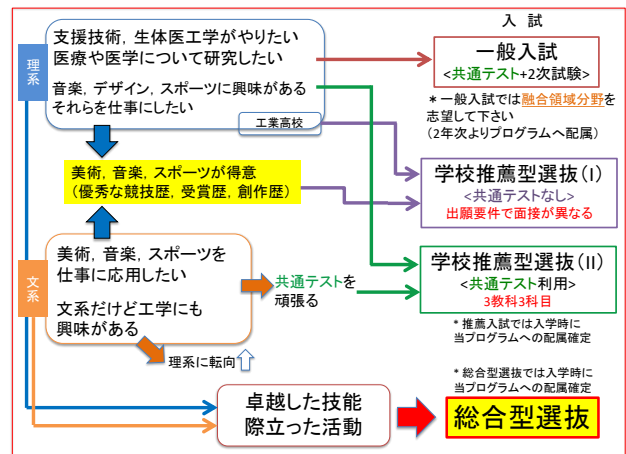 入 試
理系
支援技術, 生体医工学がやりたい
医療や医学について研究したい
音楽, デザイン, スポーツに興味がある
それらを仕事にしたい
工業高校
一般入試
<共通テスト+2次試験>
* 一般入試では融合領域分野を
志望して下さい
(2年次よりプログラムへ配属)
美術, 音楽, スポーツが得意
(優秀な競技歴, 受賞歴, 創作歴)
学校推薦型選抜(I)
<共通テストなし>
出願要件で面接が異なる
文系
美術, 音楽, スポーツを
仕事に応用したい
文系だけど工学にも
興味がある
共通テストを
頑張る
理系に転向
学校推薦型選抜(II)
<共通テスト利用>
3教科3科目
* 推薦入試では入学時に
当プログラムへの配属確定
* 総合型選抜では入学時に
当プログラムへの配属確定
卓越した技能
際立った活動
総合型選抜